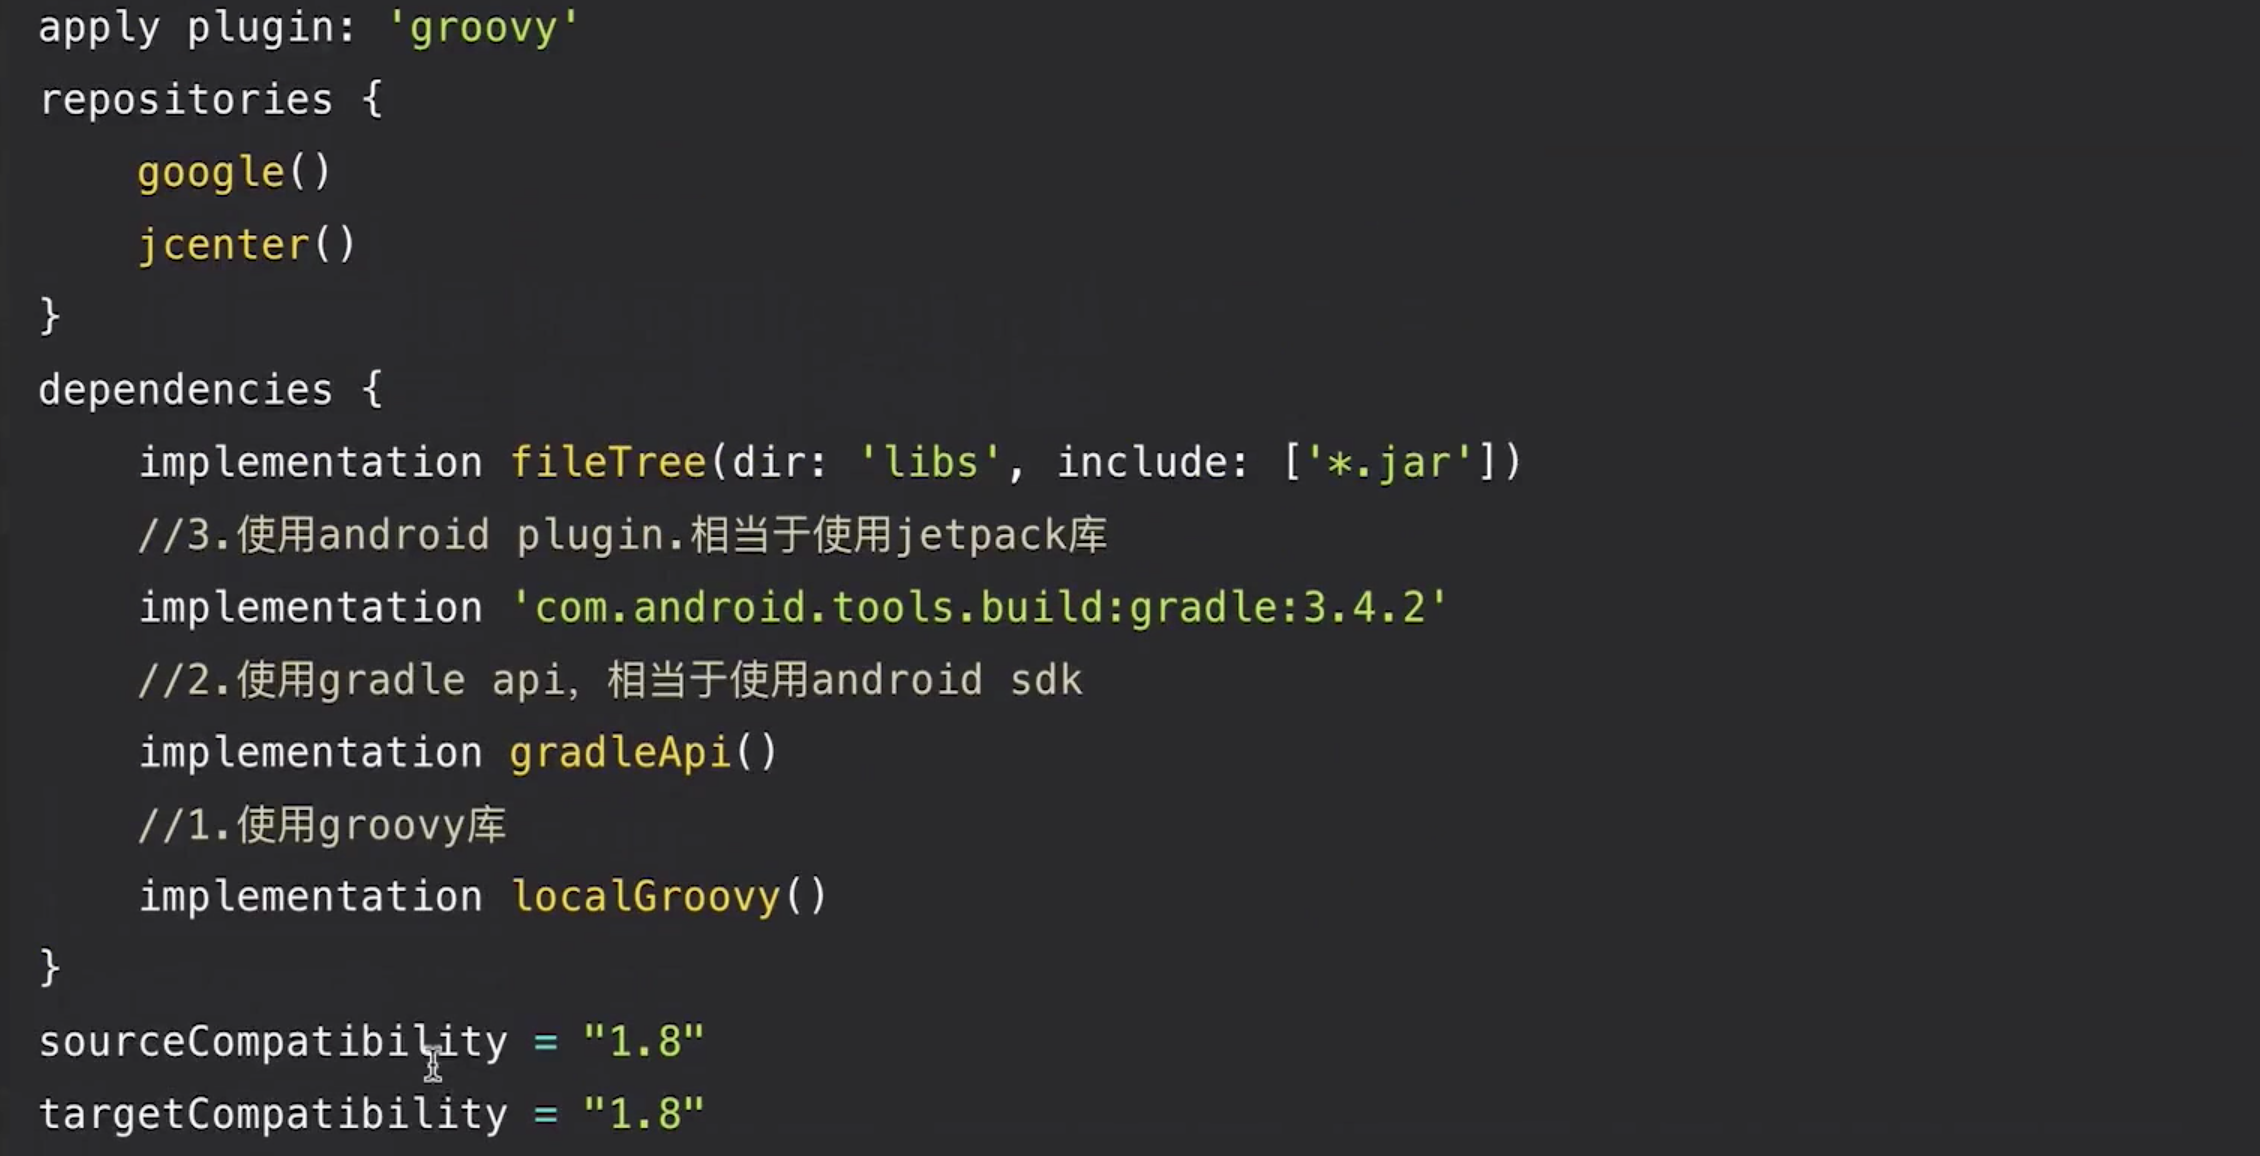 apply plugin: 'groovy'
repositories {
    google()
    jcenter()
}
dependencies {
    implementation fileTree(dir: 'libs', include: ['*.jar'])
    //3.使用android plugin.相当于使用jetpack库
    implementation 'com.android.tools.build:gradle:3.4.2'
    //2.使用gradle api，相当于使用android sdk
    implementation gradleApi()
    //1.使用groovy库
    implementation localGroovy()
}
sourceCompatibility = "1.8"
targetCompatibility = "1.8"